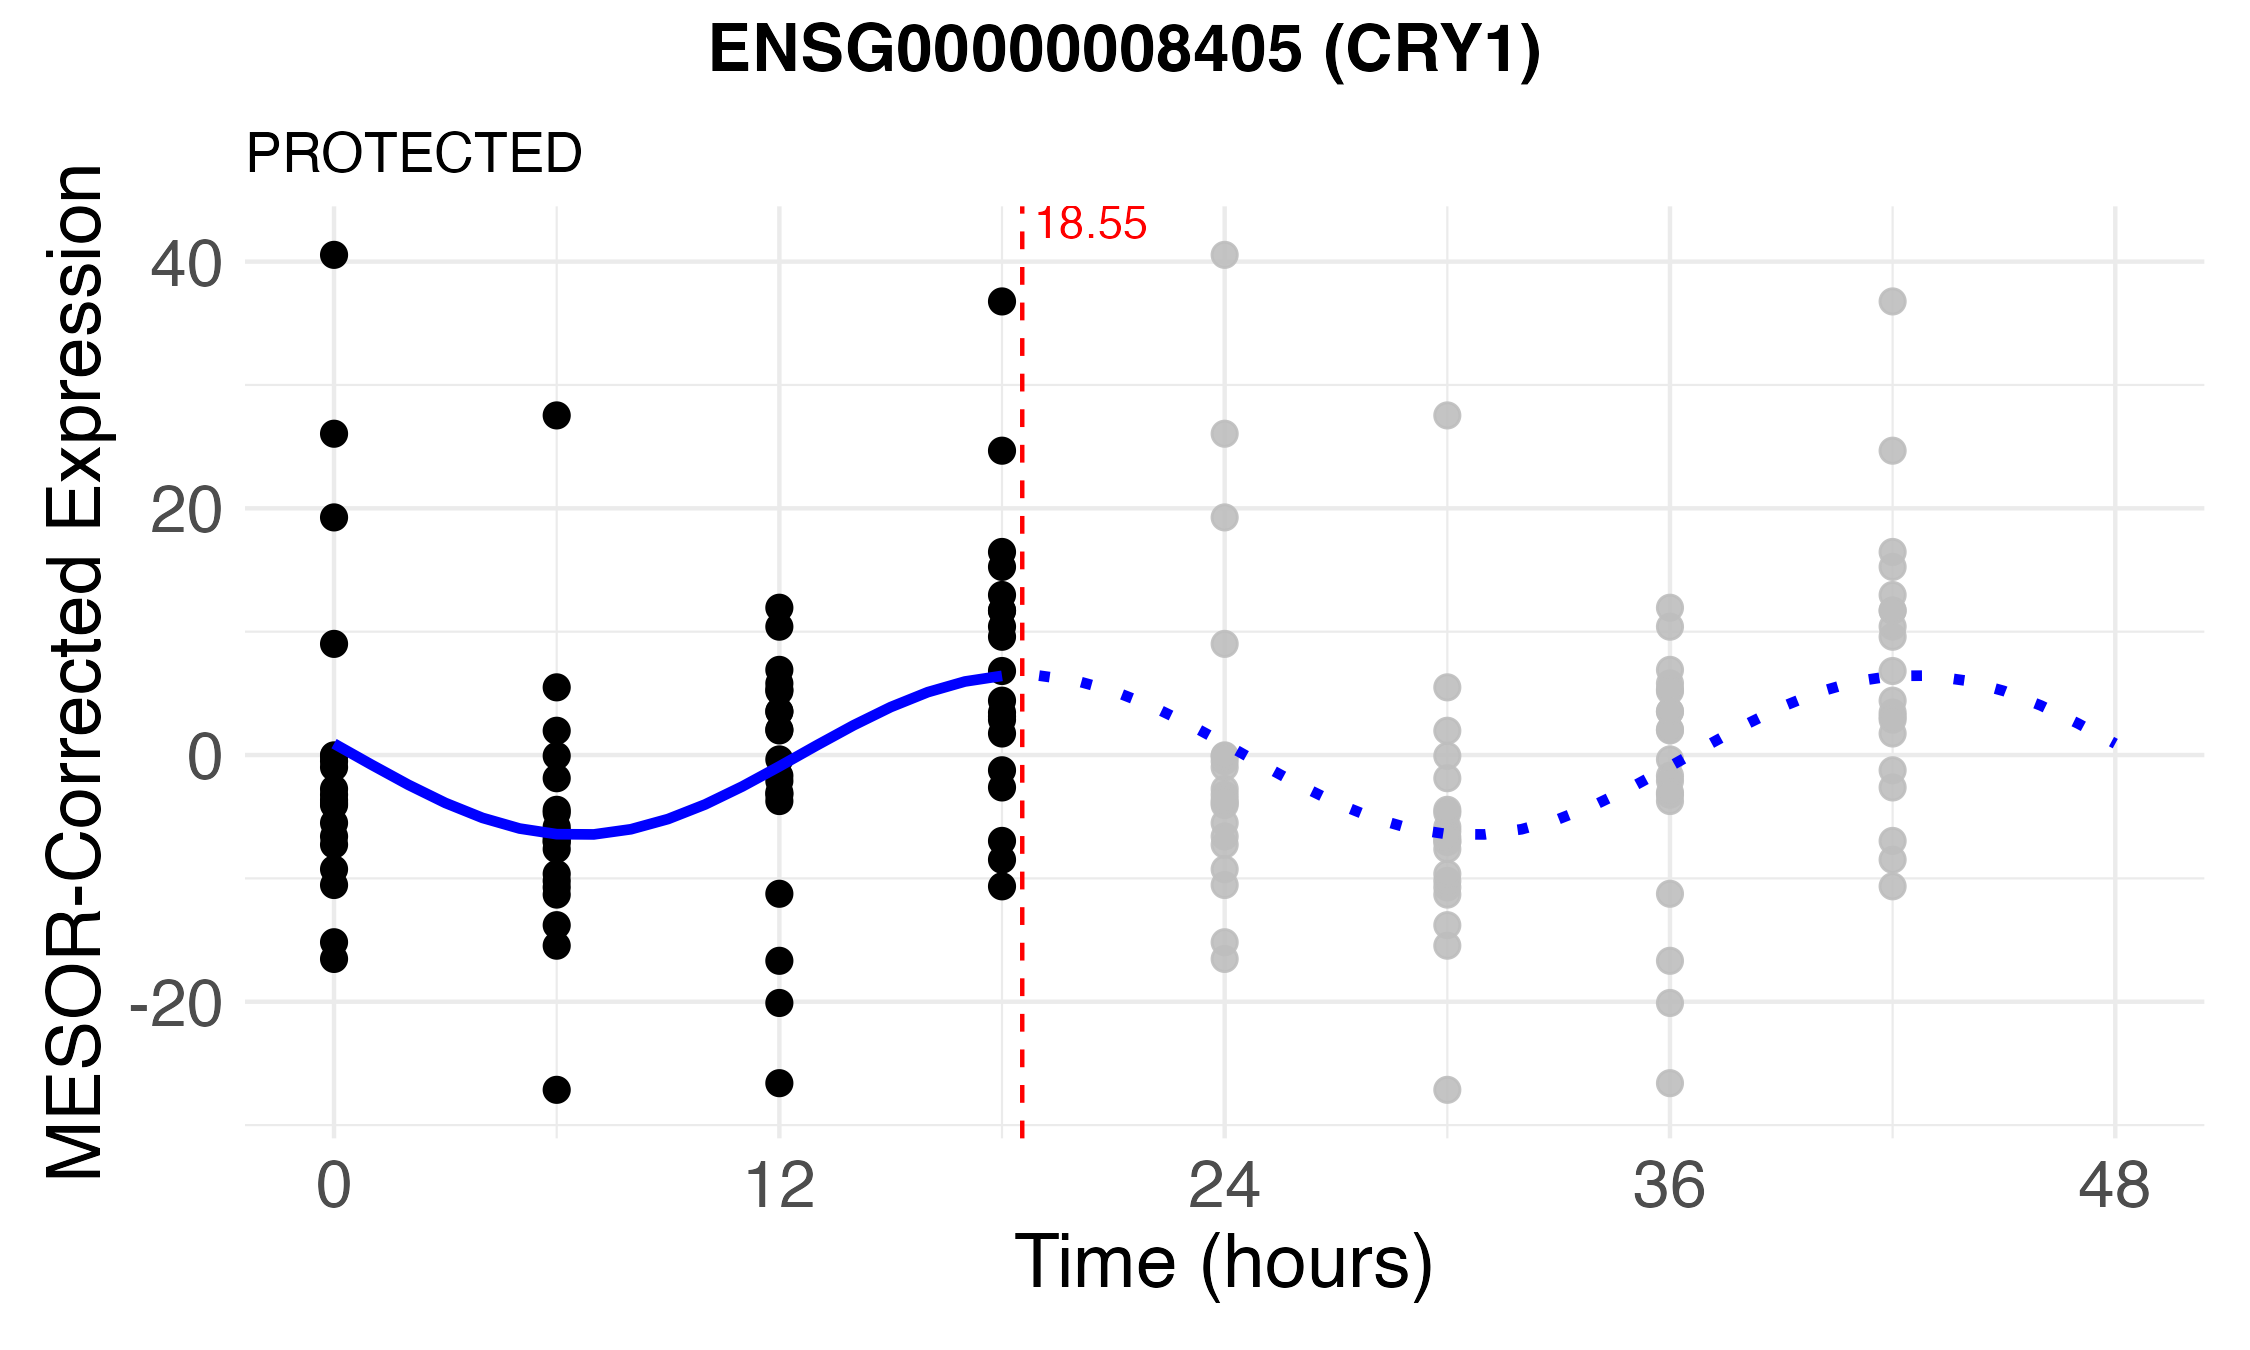 ENSG00000008405 (CRY1)
PROTECTED
18.55
MESOR-Corrected Expression
40
20
0
-20
0 12 24 36 48
Time (hours)